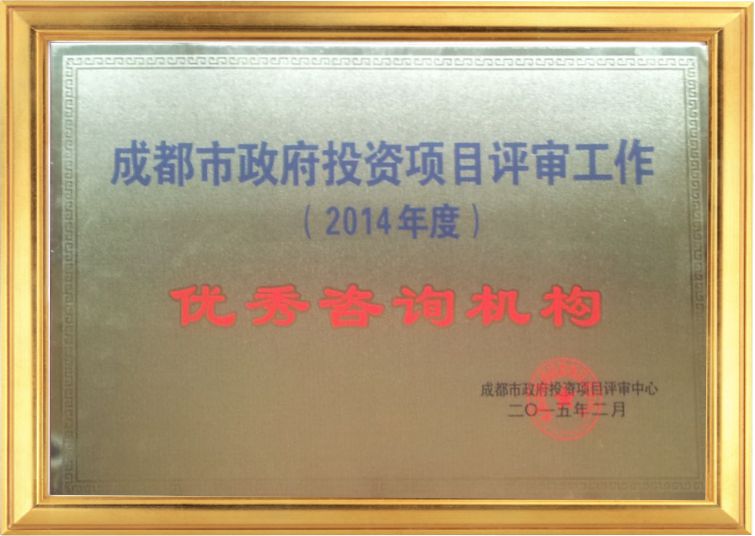 成都市政府投资项目评审工作
（2014年度）
优秀咨询机构
成都市政府投资项目评审中心
二〇一五年二月